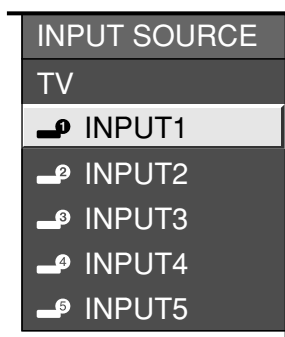 INPUT SOURCE
TV
1 INPUT1
2 INPUT2
3 INPUT3
4 INPUT4
5 INPUT5